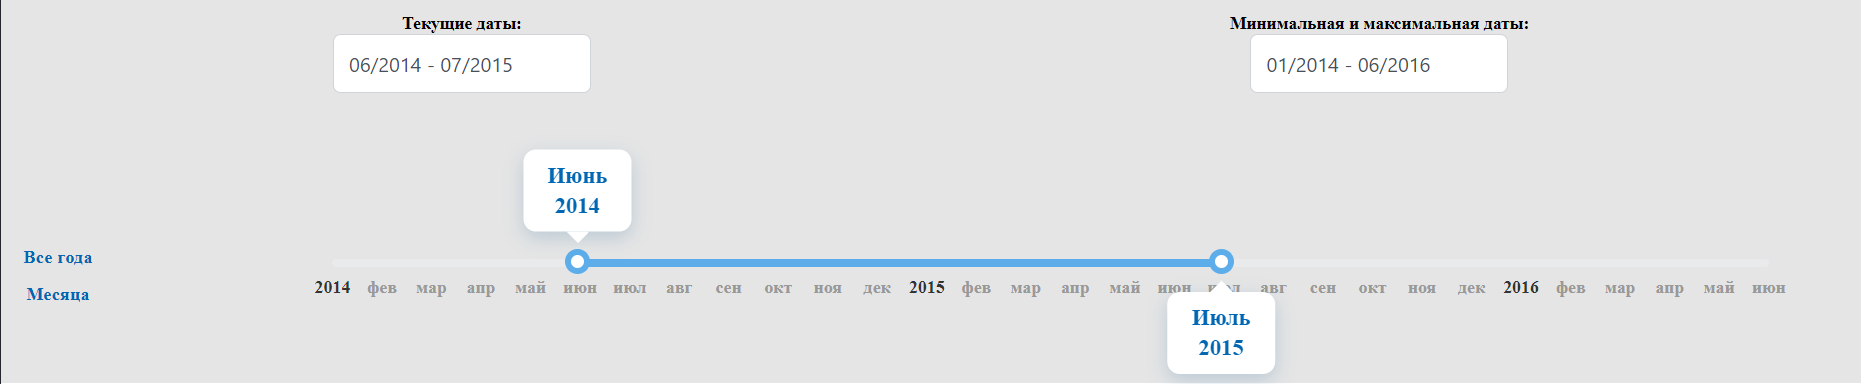 Текущие даты:
Минимальная и максимальная даты:
06/2014 - 07/2015
01/2014 - 06/2016
Июнь
2014
Все года
Месяца
2014 фев мар апр май июн июл авг сен окт ноя дек 2015 фев мар апр май июн июл авг сен окт ноя дек 2016 фев мар апр май июн
Июль
2015